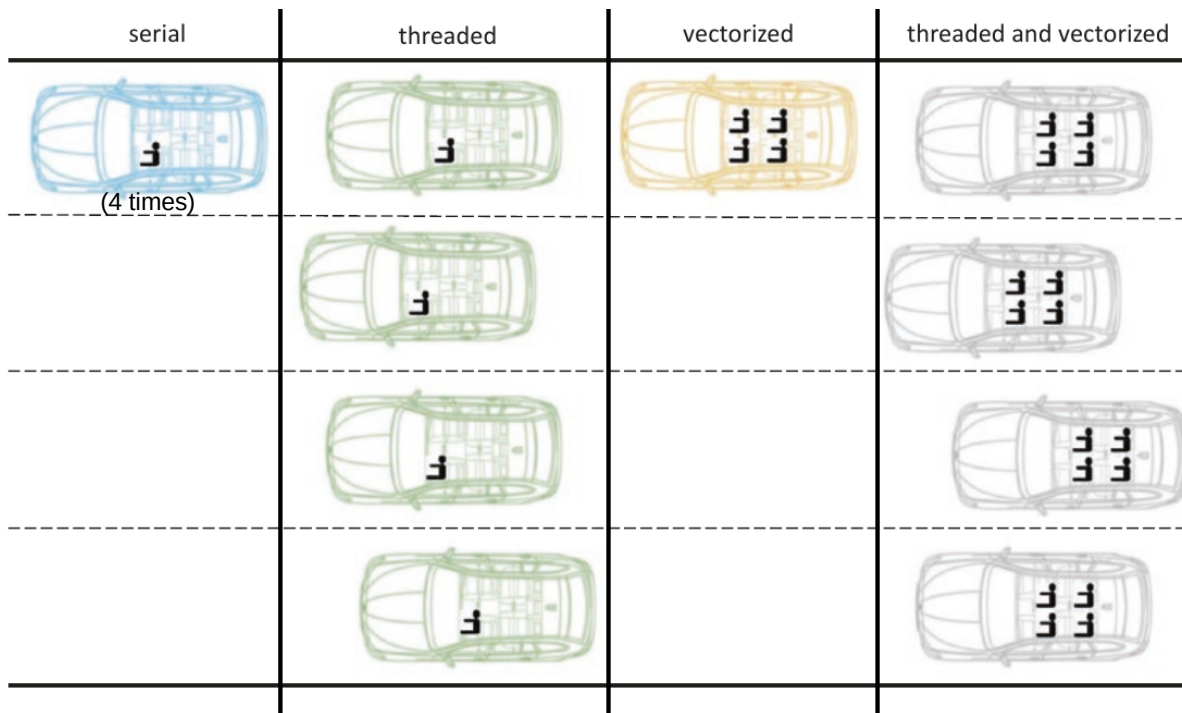 serial
threaded
vectorized
threaded and vectorized
(4 times)